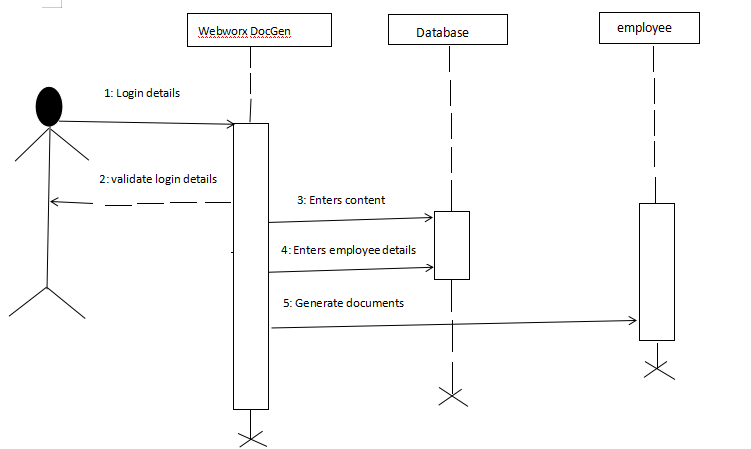 Webworx DocGen
Database
employee
1: Login details
2: validate login details
3: Enters content
4: Enters employee details
5: Generate documents